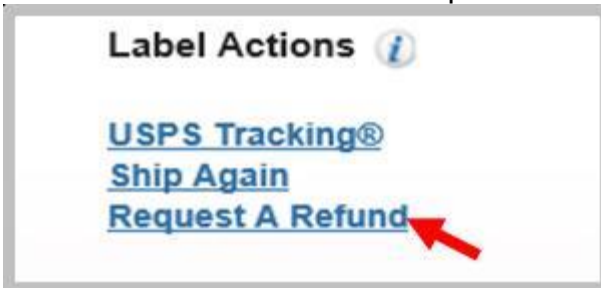 Label Actions i
USPS Tracking®
Ship Again
Request A Refund